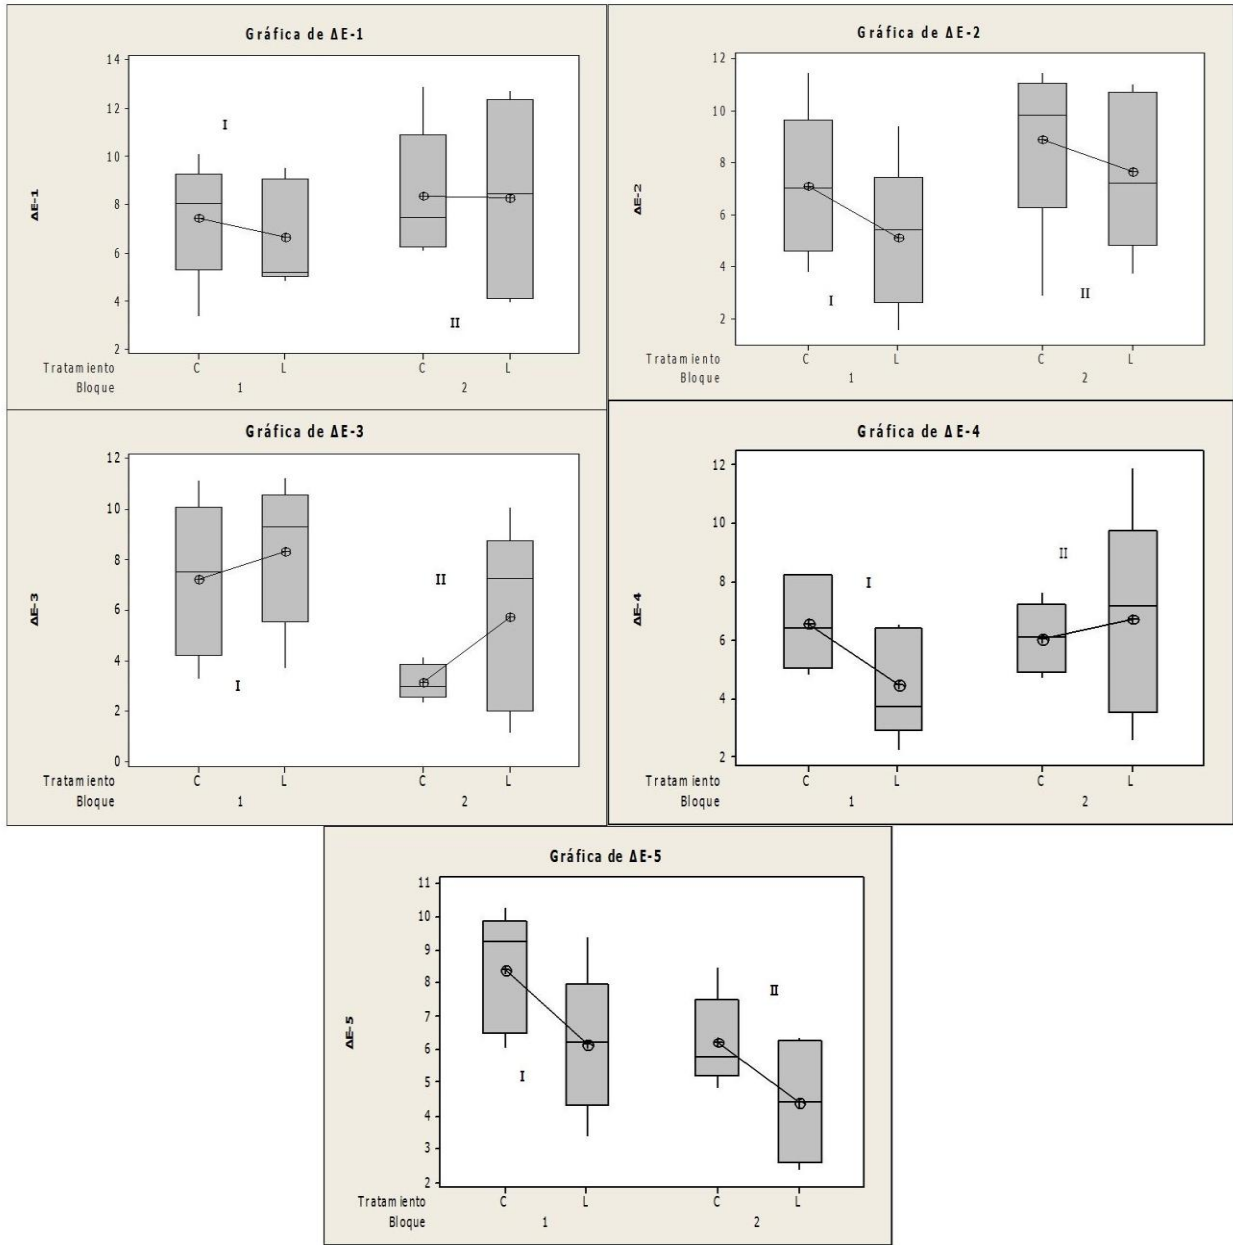 Gráfica de ΔE-1
14
12
I
10
8
ΔE-1
6
4
II
2
Tratamiento C L C L
Bloque 1 2
Gráfica de ΔE-2
12
10
8
ΔE-2
6
4
I II
2
Tratamiento C L C L
Bloque 1 2
Gráfica de ΔE-3
12
10
8
II
ΔE-3
6
4
I
2
0
Tratamiento C L C L
Bloque 1 2
Gráfica de ΔE-4
12
10
II
8 I
ΔE-4
6
4
2
Tratamiento C L C L
Bloque 1 2
Gráfica de ΔE-5
11
10
9
8
II
7
ΔE-5
6
I
5
4
3
2
Tratamiento C L C L
Bloque 1 2